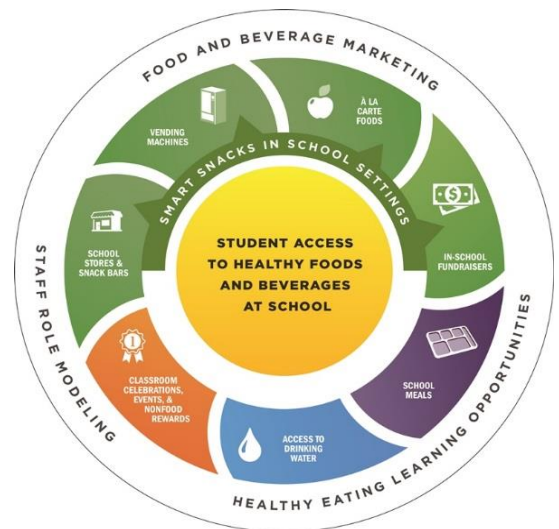 FOOD AND BEVERAGE MARKETING
VENDING
MACHINES
À LA
CARTE
FOODS
SMART SNACKS IN SCHOOL SETTINGS
SCHOOL
STORES &
SNACK BARS
IN-SCHOOL
FUNDRAISERS
STUDENT ACCESS
TO HEALTHY FOODS
AND BEVERAGES
AT SCHOOL
1
CLASSROOM
CELEBRATIONS,
EVENTS, &
NONFOOD
REWARDS
ACCESS TO
DRINKING
WATER
SCHOOL
MEALS
STAFF ROLE MODELING
HEALTHY EATING LEARNING OPPORTUNITIES